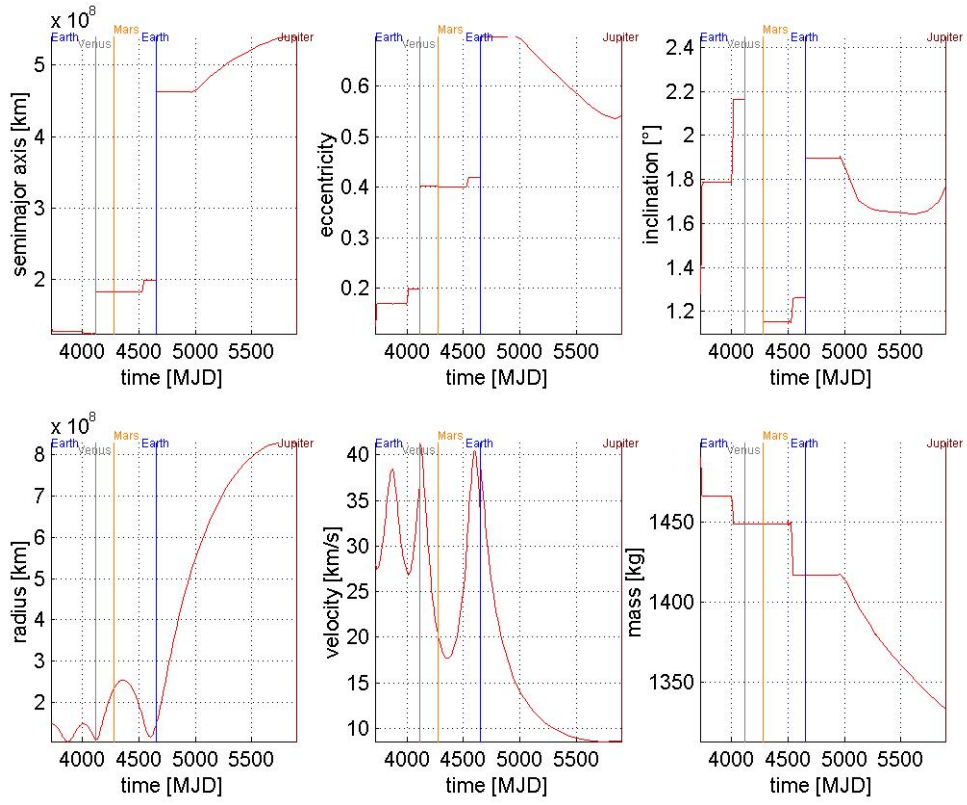 x 10⁸
Earth Venus Mars Earth Jupiter
5
4
3
2
semimajor axis [km]
4000 4500 5000 5500
time [MJD]
Earth Venus Mars Earth Jupiter
0.6
0.5
0.4
0.3
0.2
eccentricity
4000 4500 5000 5500
time [MJD]
Earth Venus Mars Earth Jupiter
2.4
2.2
2
1.8
1.6
1.4
1.2
inclination [°]
4000 4500 5000 5500
time [MJD]
x 10⁸
Earth Venus Mars Earth Jupiter
8
7
6
5
4
3
2
radius [km]
4000 4500 5000 5500
time [MJD]
Earth Venus Mars Earth Jupiter
40
35
30
25
20
15
10
velocity [km/s]
4000 4500 5000 5500
time [MJD]
Earth Venus Mars Earth Jupiter
1450
1400
1350
mass [kg]
4000 4500 5000 5500
time [MJD]